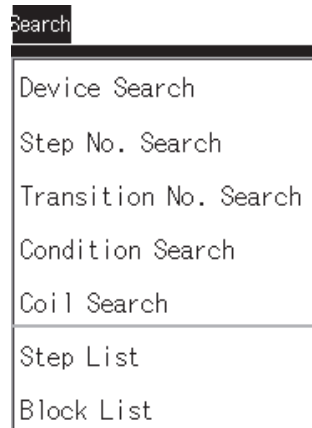 Search
Device Search
Step No. Search
Transition No. Search
Condition Search
Coil Search
Step List
Block List